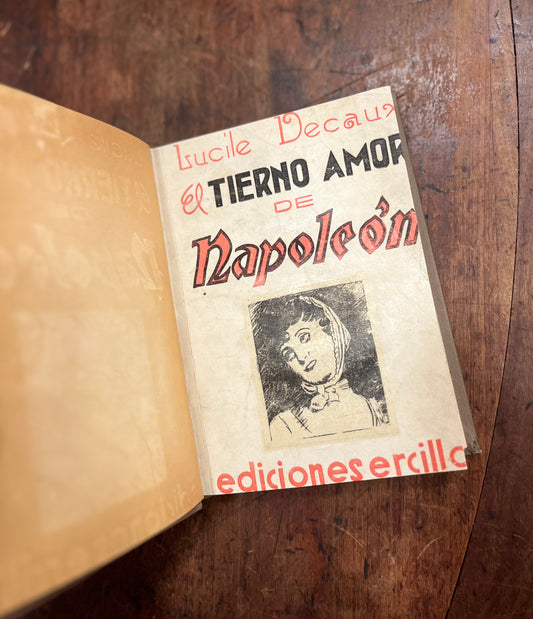 Lucile Decaux
El TIERNO AMOR
DE
Napoleón
ediciones ercilla